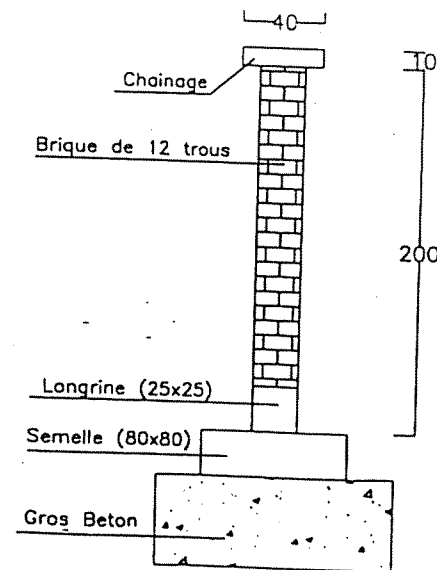 40
10
Chainage
Brique de 12 trous
200
Longrine (25x25)
Semelle (80x80)
Gros Beton